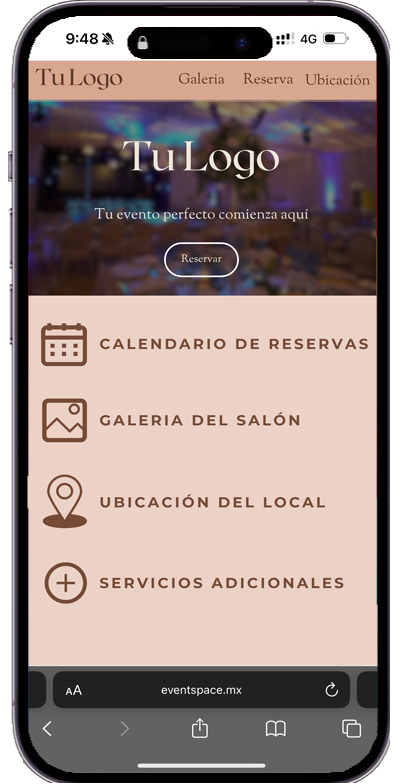 9:48
4G
Tu Logo Galeria Reserva Ubicación
Tu Logo
Tu evento perfecto comienza aquí
Reservar
CALENDARIO DE RESERVAS
GALERIA DEL SALÓN
UBICACIÓN DEL LOCAL
SERVICIOS ADICIONALES
AA eventspace.mx